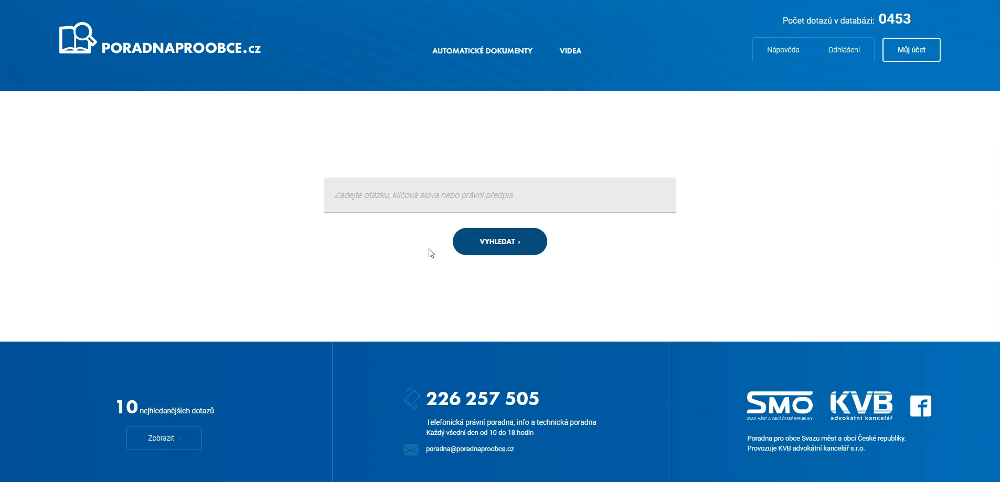 PORADNAPROOBCE.CZ
AUTOMATICKÉ DOKUMENTY
VIDEA
Počet dotazů v databázi: 0453
Nápověda
Odhlášení
Můj účet
Zadejte otázku, klíčová slova nebo právní předpis
VYHLEDAT ›
10 nejhledanějších dotazů
Zobrazit ›
226 257 505
Telefonická právní poradna, info a technická poradna
Každý všední den od 10 do 18 hodin
poradna@poradnaproobce.cz
SMO
SVAZ MĚST A OBCÍ ČESKÉ REPUBLIKY
KVB
advokátní kancelář
Poradna pro obce Svazu měst a obcí České republiky.
Provozuje KVB advokátní kancelář s.r.o.